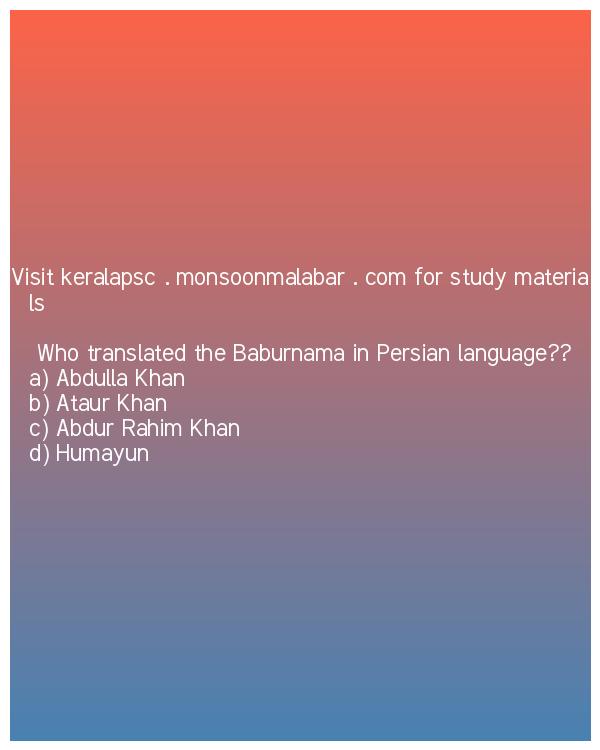 Visit keralapsc . monsoonmalabar . com for study materia
ls
Who translated the Baburnama in Persian language??
a) Abdulla Khan
b) Ataur Khan
c) Abdur Rahim Khan
d) Humayun